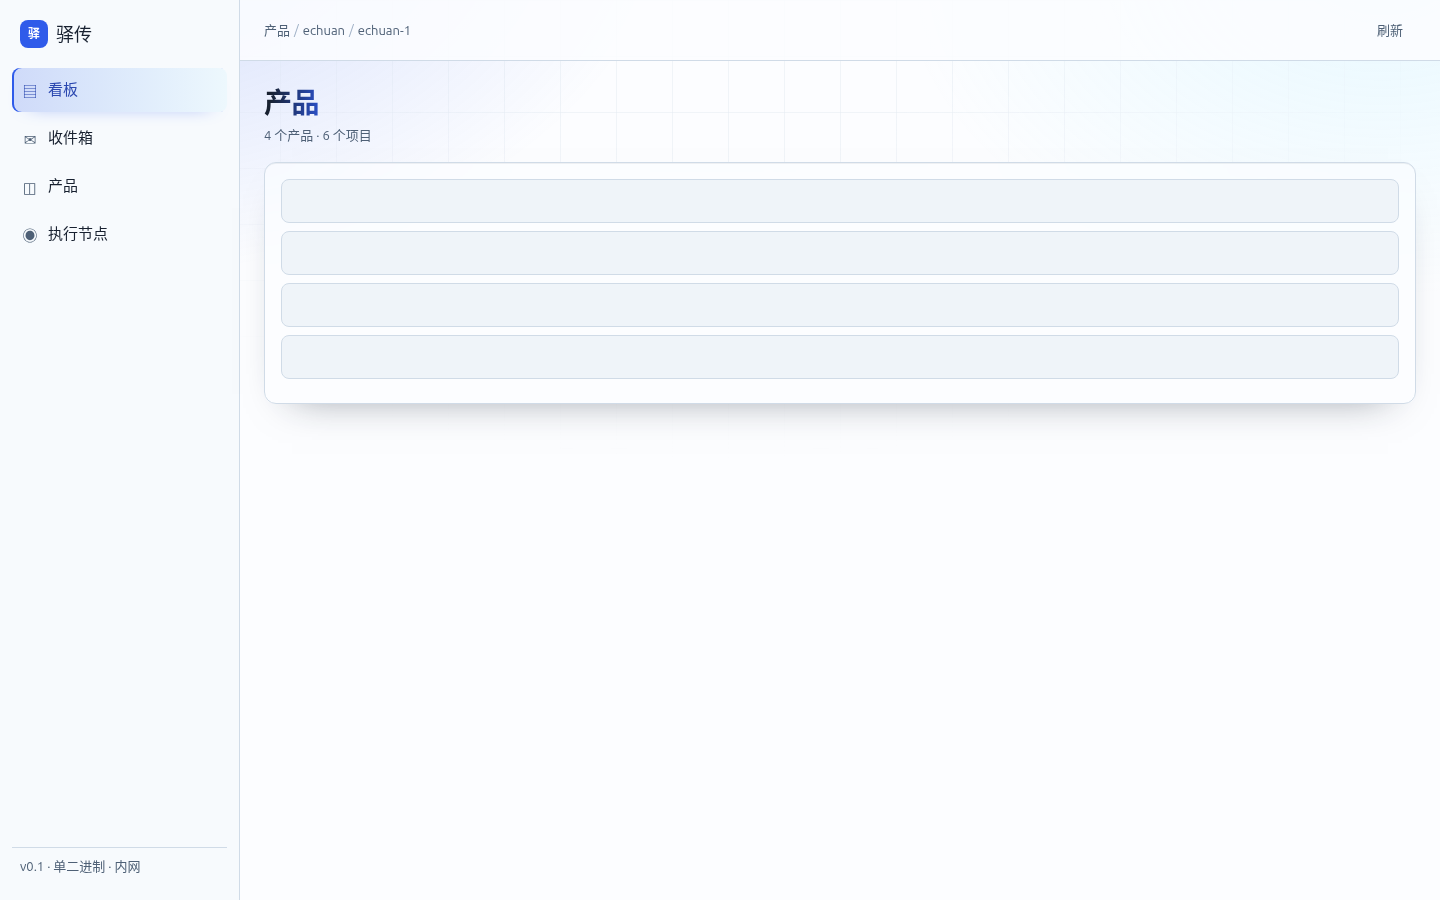 驿 驿传
看板
收件箱
产品
执行节点
v0.1 · 单二进制 · 内网
产品 / echuan / echuan-1
刷新
产品
4 个产品 · 6 个项目